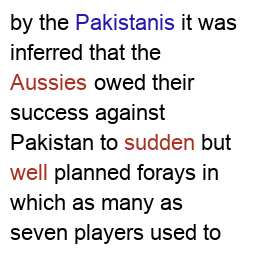 by the Pakistanis it was
inferred that the
Aussies owed their
success against
Pakistan to sudden but
well planned forays in
which as many as
seven players used to